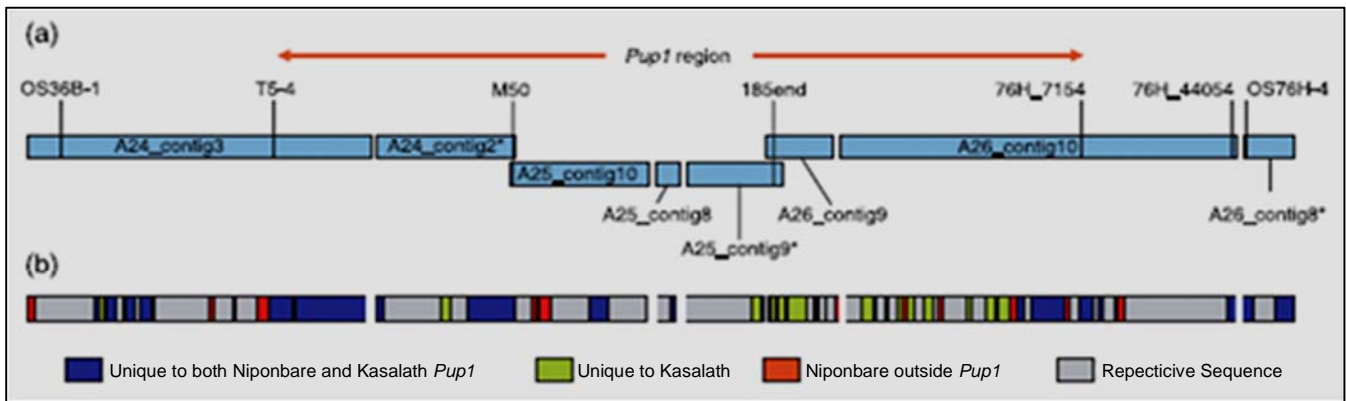 (a)
Pup1 region
OS36B-1 T5-4 M50 185end 76H_7154 76H_44054 OS76H-4
A24_contig3 A24_contig2* A26_contig10
A25_contig10
A25_contig8 A26_contig9 A26_contig8*
A25_contig9*
(b)
Unique to both Niponbare and Kasalath Pup1 Unique to Kasalath Niponbare outside Pup1 Repecticive Sequence